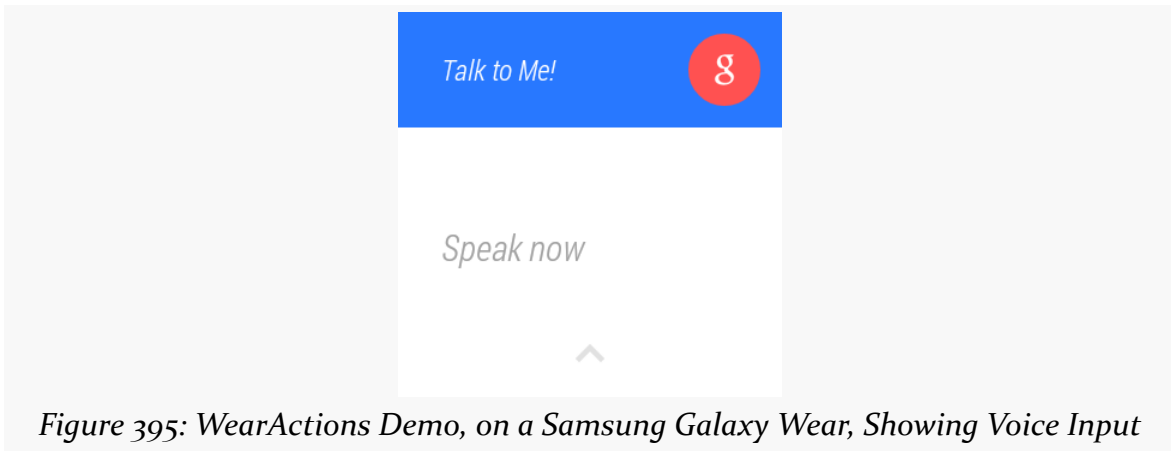 Talk to Me!
g
Speak now
Figure 395: WearActions Demo, on a Samsung Galaxy Wear, Showing Voice Input